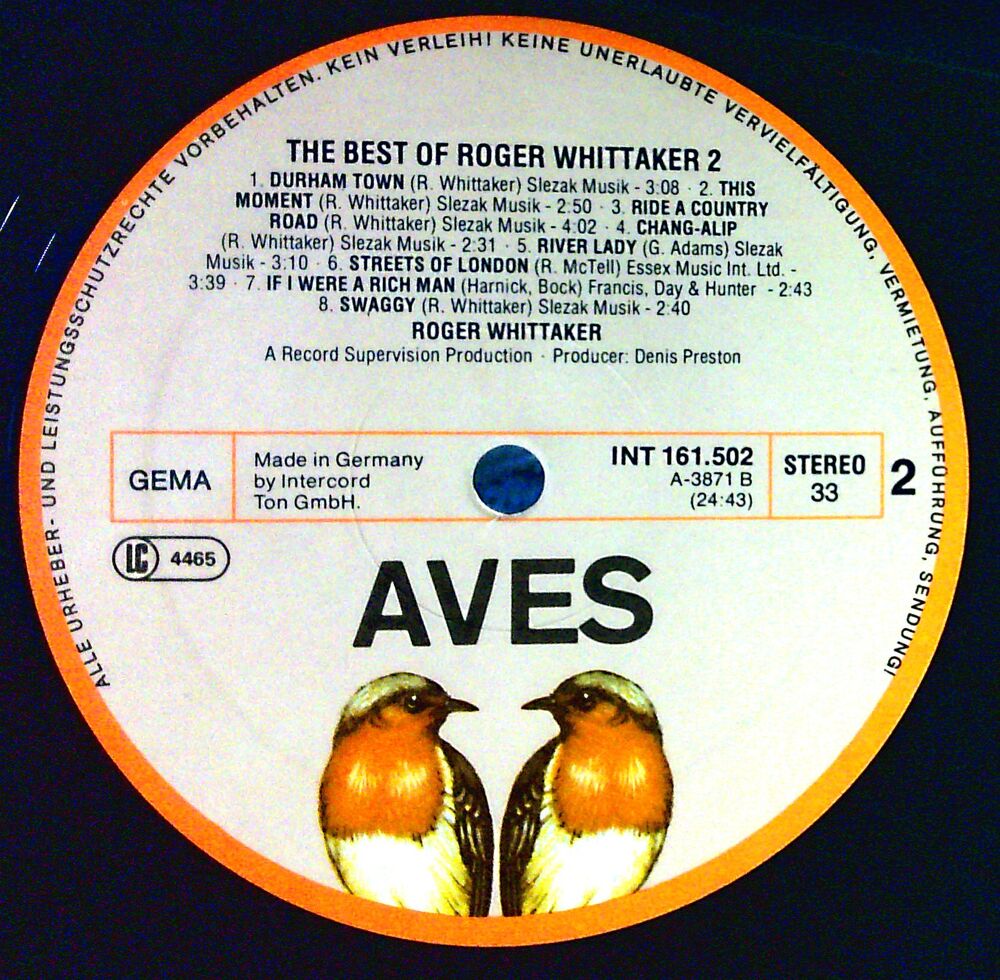 ALLE URHEBER- UND LEISTUNGSSCHUTZRECHTE VORBEHALTEN. KEIN VERLEIH! KEINE UNERLAUBTE VERVIELFÄLTIGUNG, VERMIETUNG, AUFFÜHRUNG, SENDUNG!
THE BEST OF ROGER WHITTAKER 2
1. DURHAM TOWN (R. Whittaker) Slezak Musik - 3:08 · 2. THIS
MOMENT (R. Whittaker) Slezak Musik - 2:50 · 3. RIDE A COUNTRY
ROAD (R. Whittaker) Slezak Musik - 4:02 · 4. CHANG-ALIP
(R. Whittaker) Slezak Musik - 2:31 · 5. RIVER LADY (G. Adams) Slezak
Musik - 3:10 · 6. STREETS OF LONDON (R. McTell) Essex Music Int. Ltd. -
3:39 · 7. IF I WERE A RICH MAN (Harnick, Bock) Francis, Day & Hunter - 2:43
8. SWAGGY (R. Whittaker) Slezak Musik - 2:40
ROGER WHITTAKER
A Record Supervision Production · Producer: Denis Preston
GEMA
Made in Germany
by Intercord
Ton GmbH.
INT 161.502
A-3871 B
(24:43)
STEREO
33
2
LC 4465
AVES